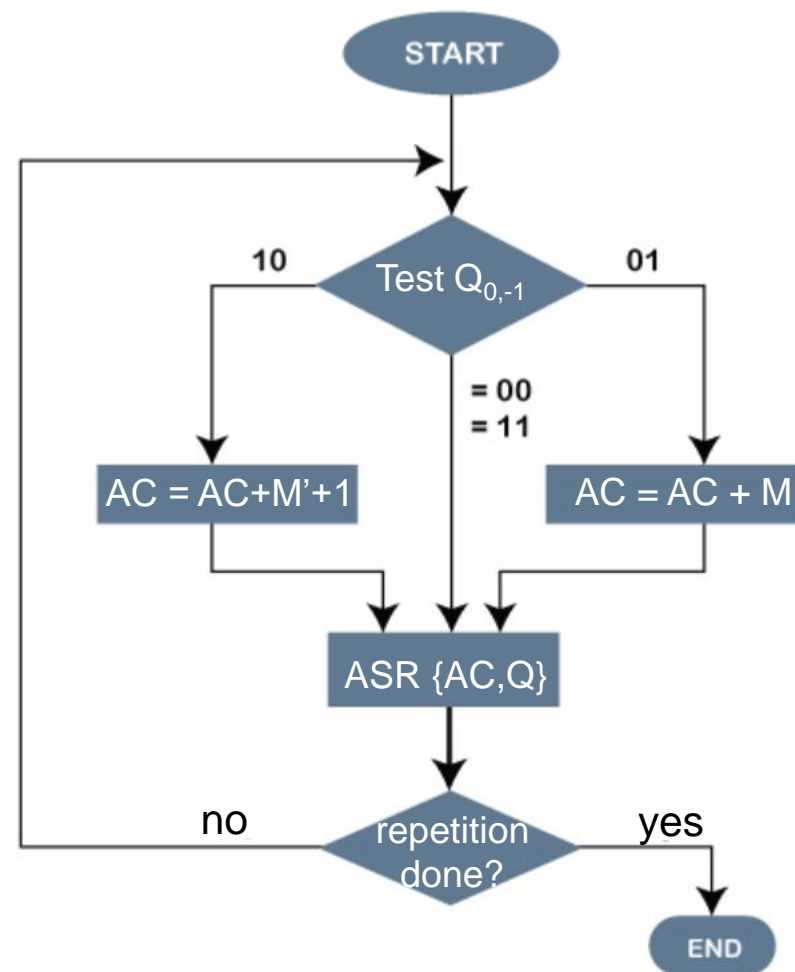 START
10
Test Q₀,₋₁
01
= 00
= 11
AC = AC+M’+1
AC = AC + M
ASR {AC,Q}
no
repetition
done?
yes
END